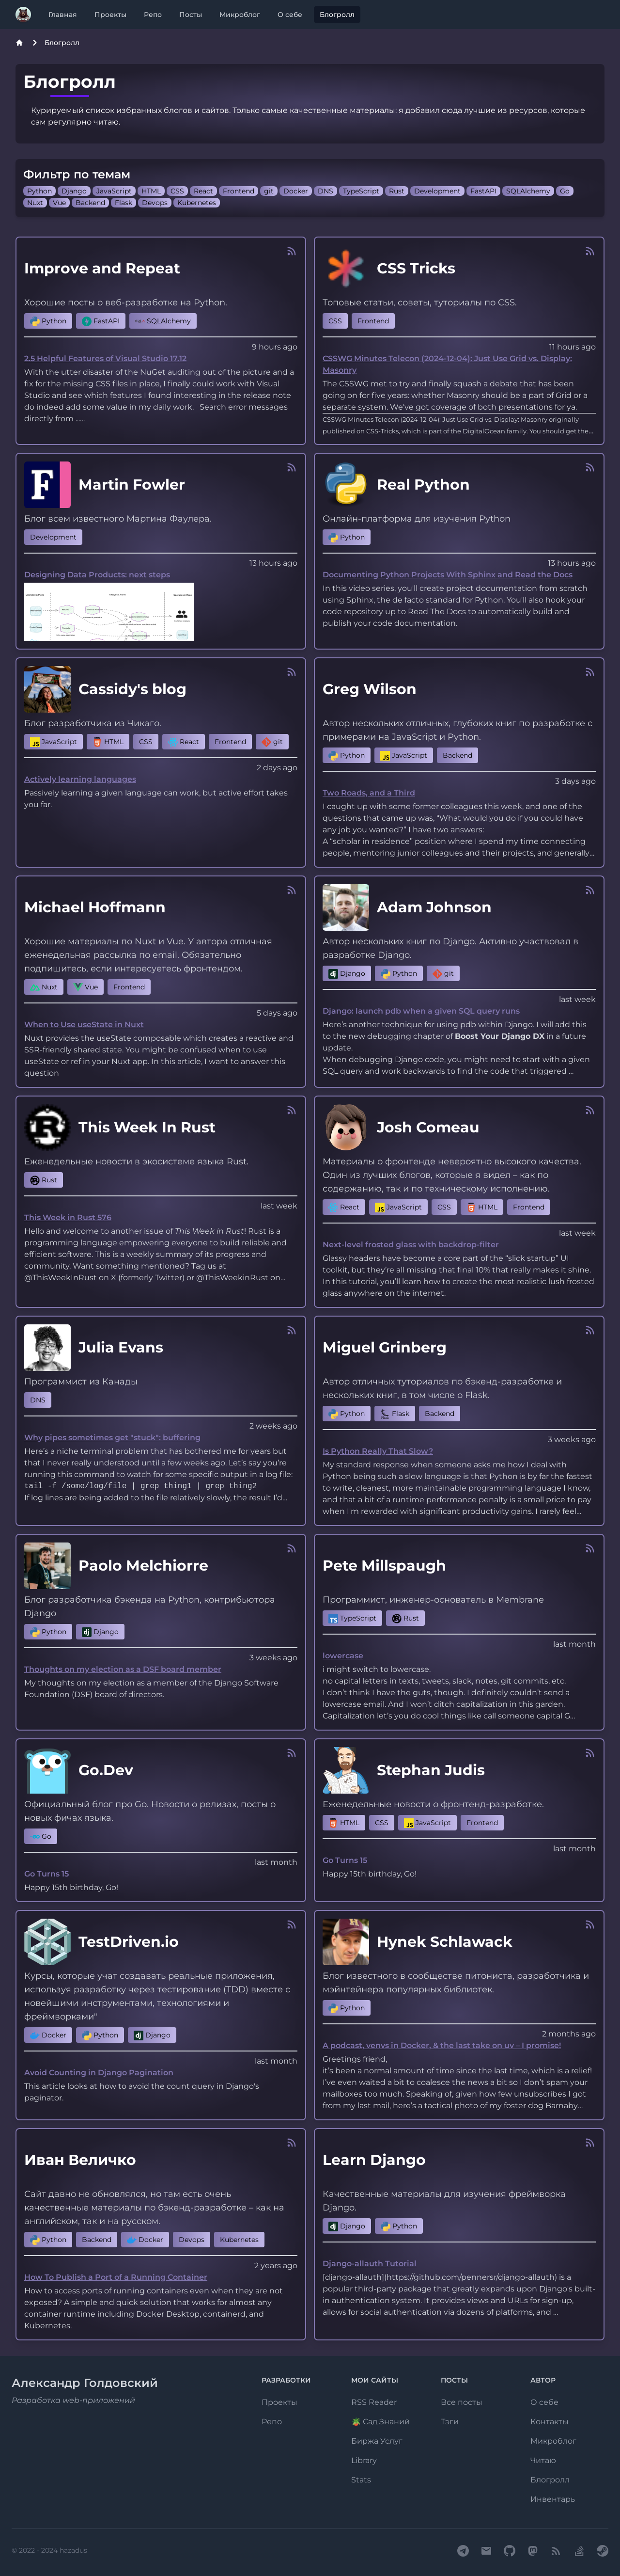 Главная Проекты Репо Посты Микроблог О себе Блогролл
Блогролл
Блогролл
Курируемый список избранных блогов и сайтов. Только самые качественные материалы: я добавил сюда лучшие из ресурсов, которые
сам регулярно читаю.
Фильтр по темам
Python Django JavaScript HTML CSS React Frontend git Docker DNS TypeScript Rust Development FastAPI SQLAlchemy Go
Nuxt Vue Backend Flask Devops Kubernetes
Improve and Repeat
Хорошие посты о веб-разработке на Python.
Python FastAPI SQLAlchemy
9 hours ago
2.5 Helpful Features of Visual Studio 17.12
With the utter disaster of the NuGet auditing out of the picture and a
fix for the missing CSS files in place, I finally could work with Visual
Studio and see which features I found interesting in the release note
do indeed add some value in my daily work. Search error messages
directly from ......
CSS Tricks
Топовые статьи, советы, туториалы по CSS.
CSS Frontend
11 hours ago
CSSWG Minutes Telecon (2024-12-04): Just Use Grid vs. Display:
Masonry
The CSSWG met to try and finally squash a debate that has been
going on for five years: whether Masonry should be a part of Grid or a
separate system. We've got coverage of both presentations for ya.
CSSWG Minutes Telecon (2024-12-04): Just Use Grid vs. Display: Masonry originally
published on CSS-Tricks, which is part of the DigitalOcean family. You should get the...
Martin Fowler
Блог всем известного Мартина Фаулера.
Development
13 hours ago
Designing Data Products: next steps
Real Python
Онлайн-платформа для изучения Python
Python
13 hours ago
Documenting Python Projects With Sphinx and Read the Docs
In this video series, you'll create project documentation from scratch
using Sphinx, the de facto standard for Python. You'll also hook your
code repository up to Read The Docs to automatically build and
publish your code documentation.
Cassidy's blog
Блог разработчика из Чикаго.
JavaScript HTML CSS React Frontend git
2 days ago
Actively learning languages
Passively learning a given language can work, but active effort takes
you far.
Greg Wilson
Автор нескольких отличных, глубоких книг по разработке с
примерами на JavaScript и Python.
Python JavaScript Backend
3 days ago
Two Roads, and a Third
I caught up with some former colleagues this week, and one of the
questions that came up was, “What would you do if you could have
any job you wanted?” I have two answers:
A “scholar in residence” position where I spend my time connecting
people, mentoring junior colleagues and their projects, and generally...
Michael Hoffmann
Хорошие материалы по Nuxt и Vue. У автора отличная
еженедельная рассылка по email. Обязательно
подпишитесь, если интересуетесь фронтендом.
Nuxt Vue Frontend
5 days ago
When to Use useState in Nuxt
Nuxt provides the useState composable which creates a reactive and
SSR-friendly shared state. You might be confused when to use
useState or ref in your Nuxt app. In this article, I want to answer this
question
Adam Johnson
Автор нескольких книг по Django. Активно участвовал в
разработке Django.
Django Python git
last week
Django: launch pdb when a given SQL query runs
Here’s another technique for using pdb within Django. I will add this
to the new debugging chapter of Boost Your Django DX in a future
update.
When debugging Django code, you might need to start with a given
SQL query and work backwards to find the code that triggered ...
This Week In Rust
Еженедельные новости в экосистеме языка Rust.
Rust
last week
This Week in Rust 576
Hello and welcome to another issue of This Week in Rust! Rust is a
programming language empowering everyone to build reliable and
efficient software. This is a weekly summary of its progress and
community. Want something mentioned? Tag us at
@ThisWeekInRust on X (formerly Twitter) or @ThisWeekinRust on...
Josh Comeau
Материалы о фронтенде невероятно высокого качества.
Один из лучших блогов, которые я видел – как по
содержанию, так и по техническому исполнению.
React JavaScript CSS HTML Frontend
last week
Next-level frosted glass with backdrop-filter
Glassy headers have become a core part of the “slick startup” UI
toolkit, but they’re all missing that final 10% that really makes it shine.
In this tutorial, you’ll learn how to create the most realistic lush frosted
glass anywhere on the internet.
Julia Evans
Программист из Канады
DNS
2 weeks ago
Why pipes sometimes get "stuck": buffering
Here’s a niche terminal problem that has bothered me for years but
that I never really understood until a few weeks ago. Let’s say you’re
running this command to watch for some specific output in a log file:
tail -f /some/log/file | grep thing1 | grep thing2
If log lines are being added to the file relatively slowly, the result I’d...
Miguel Grinberg
Автор отличных туториалов по бэкенд-разработке и
нескольких книг, в том числе о Flask.
Python Flask Backend
3 weeks ago
Is Python Really That Slow?
My standard response when someone asks me how I deal with
Python being such a slow language is that Python is by far the fastest
to write, cleanest, more maintainable programming language I know,
and that a bit of a runtime performance penalty is a small price to pay
when I'm rewarded with significant productivity gains. I rarely feel...
Paolo Melchiorre
Блог разработчика бэкенда на Python, контрибьютора
Django
Python Django
3 weeks ago
Thoughts on my election as a DSF board member
My thoughts on my election as a member of the Django Software
Foundation (DSF) board of directors.
Pete Millspaugh
Программист, инженер-основатель в Membrane
TypeScript Rust
last month
lowercase
i might switch to lowercase.
no capital letters in texts, tweets, slack, notes, git commits, etc.
I don’t think I have the guts, though. I definitely couldn’t send a
lowercase email. And I won’t ditch capitalization in this garden.
Capitalization let’s you do cool things like call someone capital G...
Go.Dev
Официальный блог про Go. Новости о релизах, посты о
новых фичах языка.
Go
last month
Go Turns 15
Happy 15th birthday, Go!
Stephan Judis
Еженедельные новости о фронтенд-разработке.
HTML CSS JavaScript Frontend
last month
Go Turns 15
Happy 15th birthday, Go!
TestDriven.io
Курсы, которые учат создавать реальные приложения,
используя разработку через тестирование (TDD) вместе с
новейшими инструментами, технологиями и
фреймворками"
Docker Python Django
last month
Avoid Counting in Django Pagination
This article looks at how to avoid the count query in Django's
paginator.
Hynek Schlawack
Блог известного в сообществе питониста, разработчика и
мэйнтейнера популярных библиотек.
Python
2 months ago
A podcast, venvs in Docker, & the last take on uv – I promise!
Greetings friend,
it’s been a normal amount of time since the last time, which is a relief!
I’ve even waited a bit to coalesce the news a bit so I don’t spam your
mailboxes too much. Speaking of, given how few unsubscribes I got
from my last mail, here’s a tactical photo of my foster dog Barnaby...
Иван Величко
Сайт давно не обновлялся, но там есть очень
качественные материалы по бэкенд-разработке – как на
английском, так и на русском.
Python Backend Docker Devops Kubernetes
2 years ago
How To Publish a Port of a Running Container
How to access ports of running containers even when they are not
exposed? A simple and quick solution that works for almost any
container runtime including Docker Desktop, containerd, and
Kubernetes.
Learn Django
Качественные материалы для изучения фреймворка
Django.
Django Python
Django-allauth Tutorial
[django-allauth](https://github.com/pennersr/django-allauth) is a
popular third-party package that greatly expands upon Django's built-
in authentication system. It provides views and URLs for sign-up,
allows for social authentication via dozens of platforms, and ...
Александр Голдовский
Разработка web-приложений
РАЗРАБОТКИ
Проекты
Репо
МОИ САЙТЫ
RSS Reader
Сад Знаний
Биржа Услуг
Library
Stats
ПОСТЫ
Все посты
Тэги
АВТОР
О себе
Контакты
Микроблог
Читаю
Блогролл
Инвентарь
© 2022 - 2024 hazadus